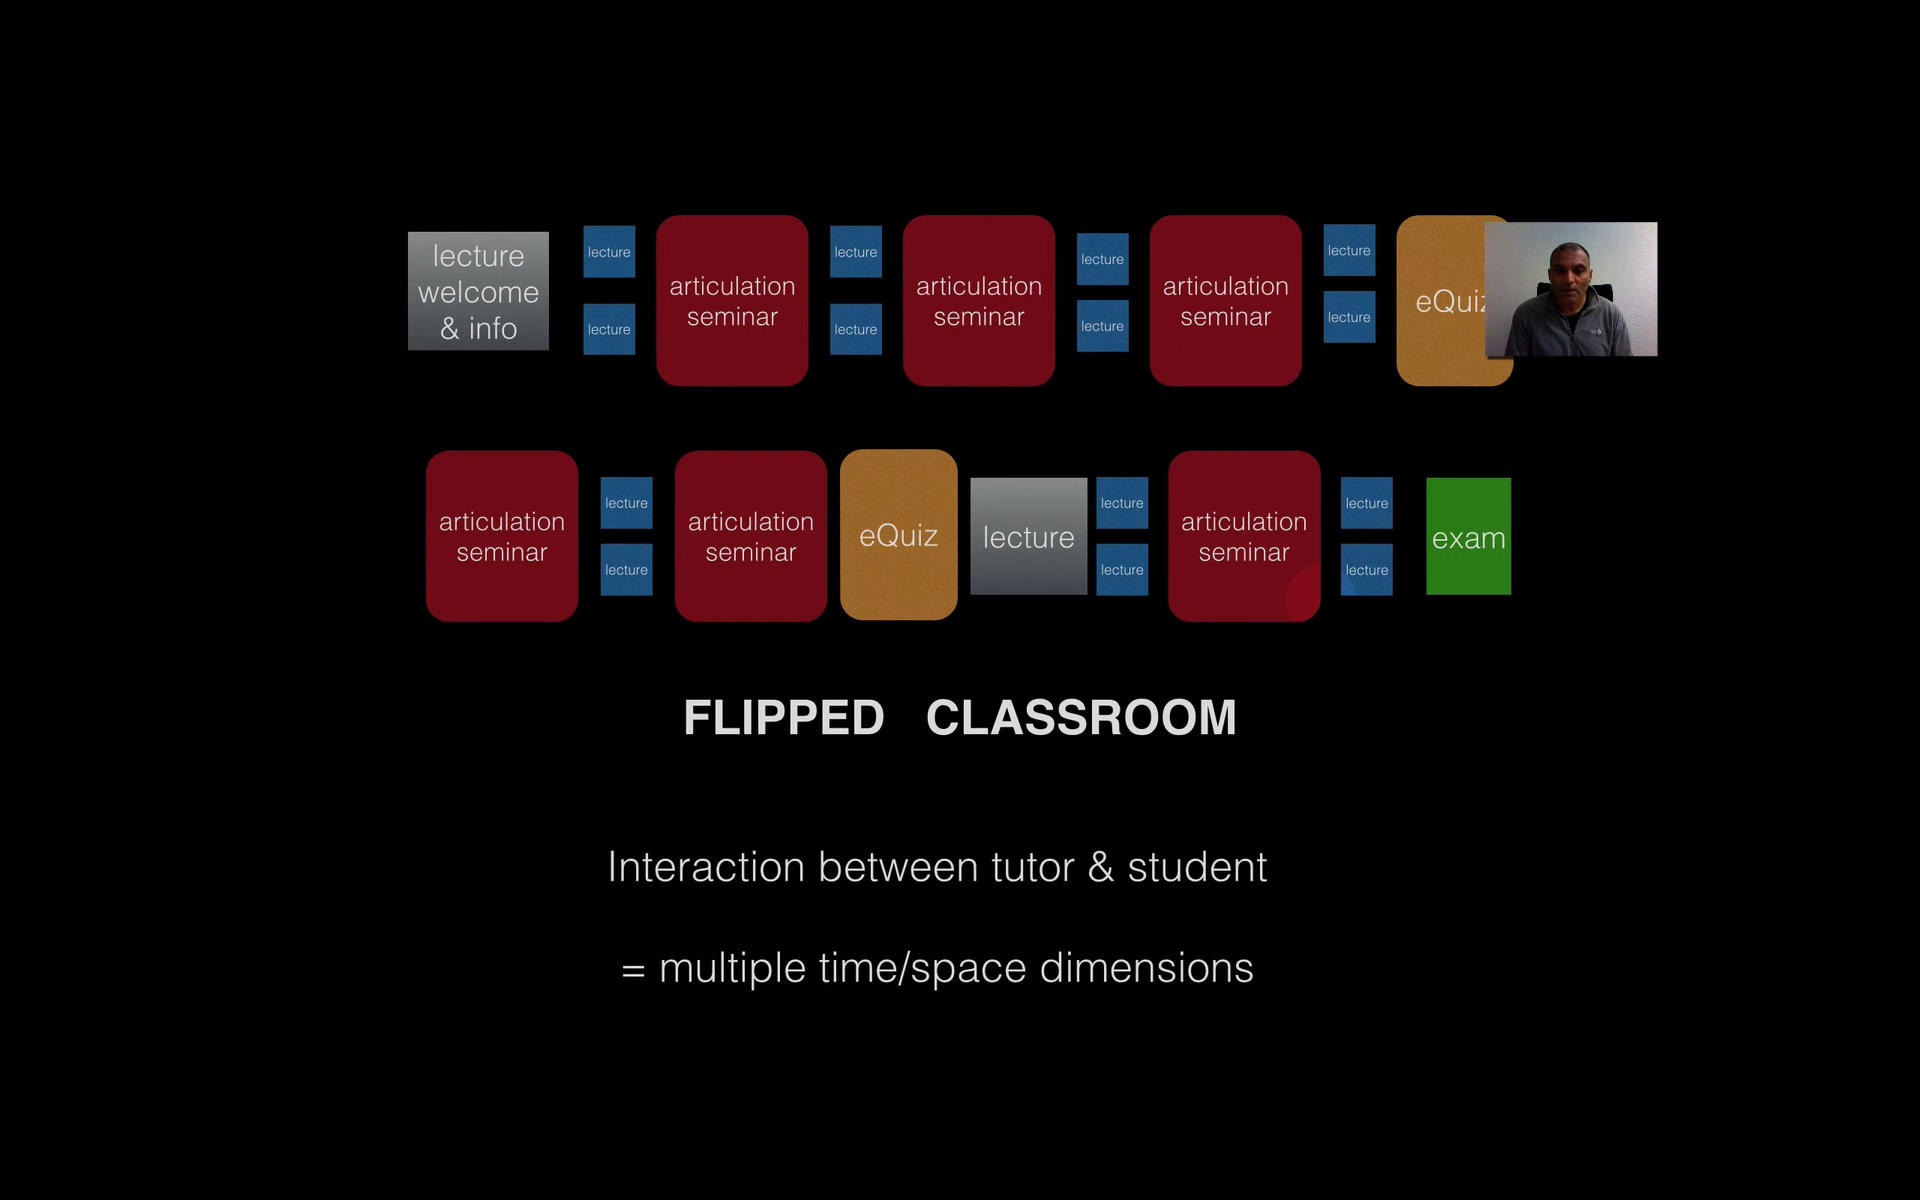 lecture
welcome
& info
lecture
lecture
articulation
seminar
lecture
lecture
articulation
seminar
lecture
lecture
articulation
seminar
lecture
lecture
eQuiz
articulation
seminar
lecture
lecture
articulation
seminar
eQuiz
lecture
lecture
lecture
articulation
seminar
lecture
lecture
exam
FLIPPED CLASSROOM
Interaction between tutor & student
= multiple time/space dimensions